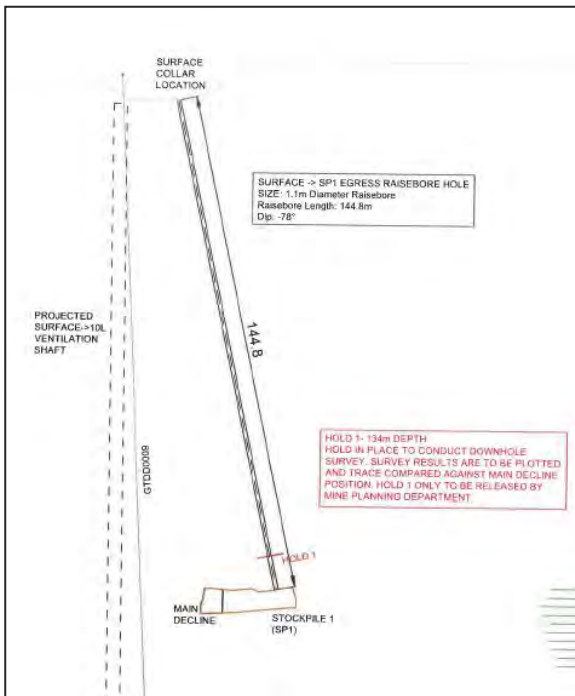 SURFACE
COLLAR
LOCATION
SURFACE -> SP1 EGRESS RAISEBORE HOLE
SIZE: 1.1m Diameter Raisebore
Raisebore Length: 144.8m
Dip: -78°
PROJECTED
SURFACE->10L
VENTILATION
SHAFT
144.8
GTDD0009
HOLD 1- 134m DEPTH
HOLD IN PLACE TO CONDUCT DOWNHOLE
SURVEY. SURVEY RESULTS ARE TO BE PLOTTED
AND TRACE COMPARED AGAINST MAIN DECLINE
POSITION. HOLD 1 ONLY TO BE RELEASED BY
MINE PLANNING DEPARTMENT
HOLD 1
MAIN
DECLINE
STOCKPILE 1
(SP1)